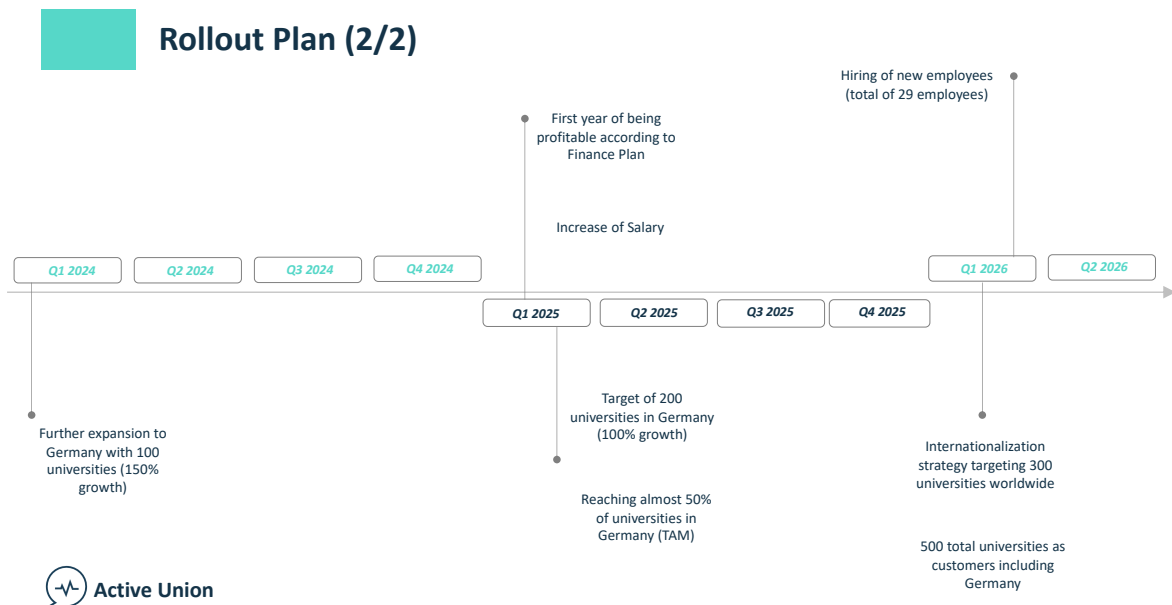 Rollout Plan (2/2)
Hiring of new employees
(total of 29 employees)
First year of being
profitable according to
Finance Plan
Increase of Salary
Q1 2024
Q2 2024
Q3 2024
Q4 2024
Q1 2026
Q2 2026
Q1 2025
Q2 2025
Q3 2025
Q4 2025
Further expansion to
Germany with 100
universities (150%
growth)
Target of 200
universities in Germany
(100% growth)
Reaching almost 50%
of universities in
Germany (TAM)
Internationalization
strategy targeting 300
universities worldwide
500 total universities as
customers including
Germany
Active Union